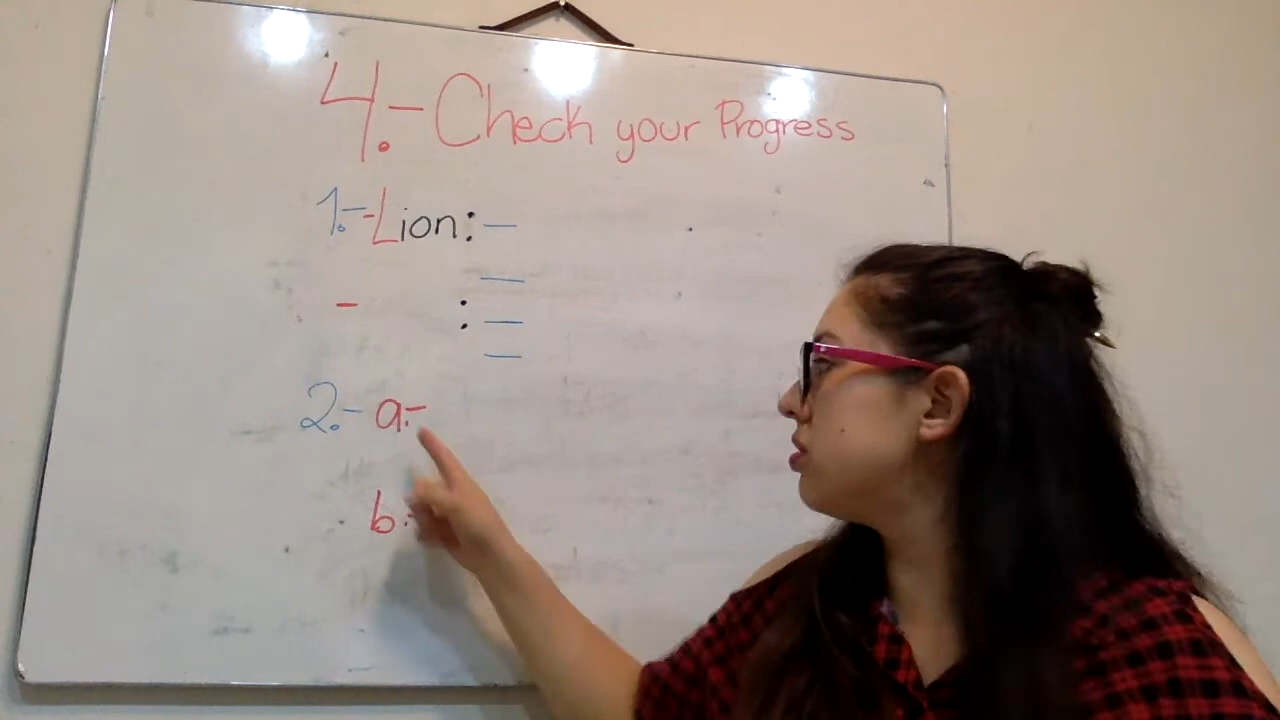 4.- Check your Progress
1.- -Lion: —
—
- : —
—
2.- a.-
b.-